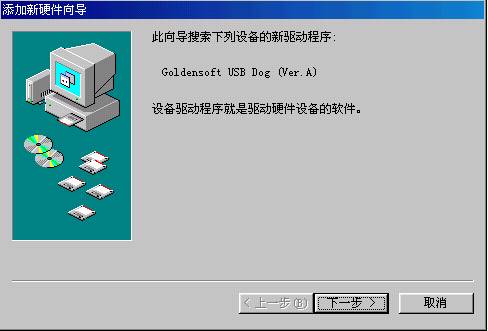 添加新硬件向导
此向导搜索下列设备的新驱动程序:
Goldensoft USB Dog (Ver.A)
设备驱动程序就是驱动硬件设备的软件。
< 上一步(B)
下一步 >
取消